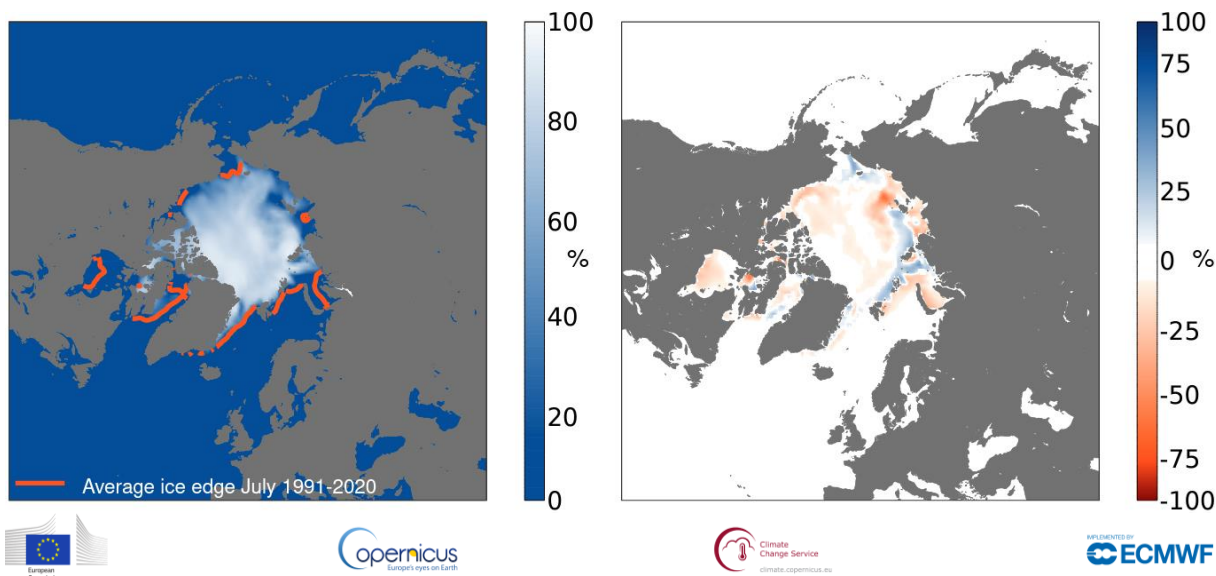 100
80
60
%
40
20
0
Average ice edge July 1991-2020
100
75
50
25
0
%
-25
-50
-75
-100
European
opernicus
Europe's eyes on Earth
Climate
Change Service
climate.copernicus.eu
IMPLEMENTED BY
ECMWF